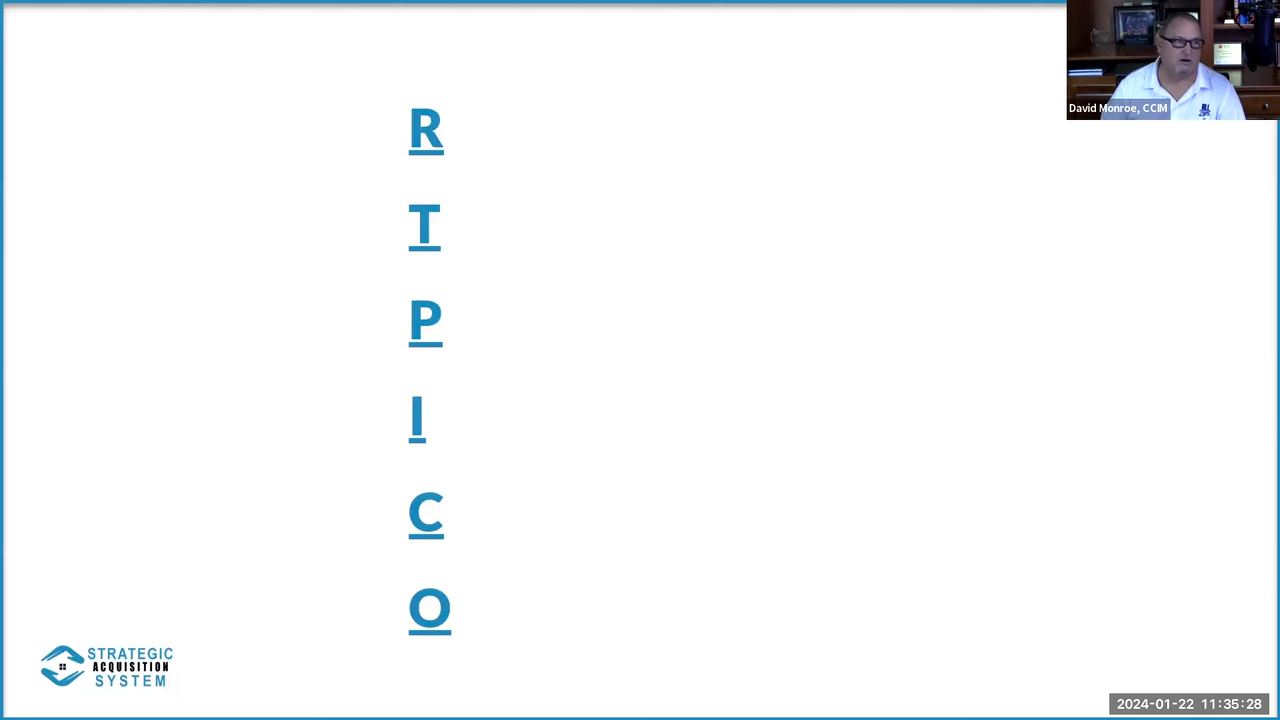 David Monroe, CCIM
R
T
P
I
C
O
STRATEGIC
ACQUISITION
SYSTEM
2024-01-22 11:35:28